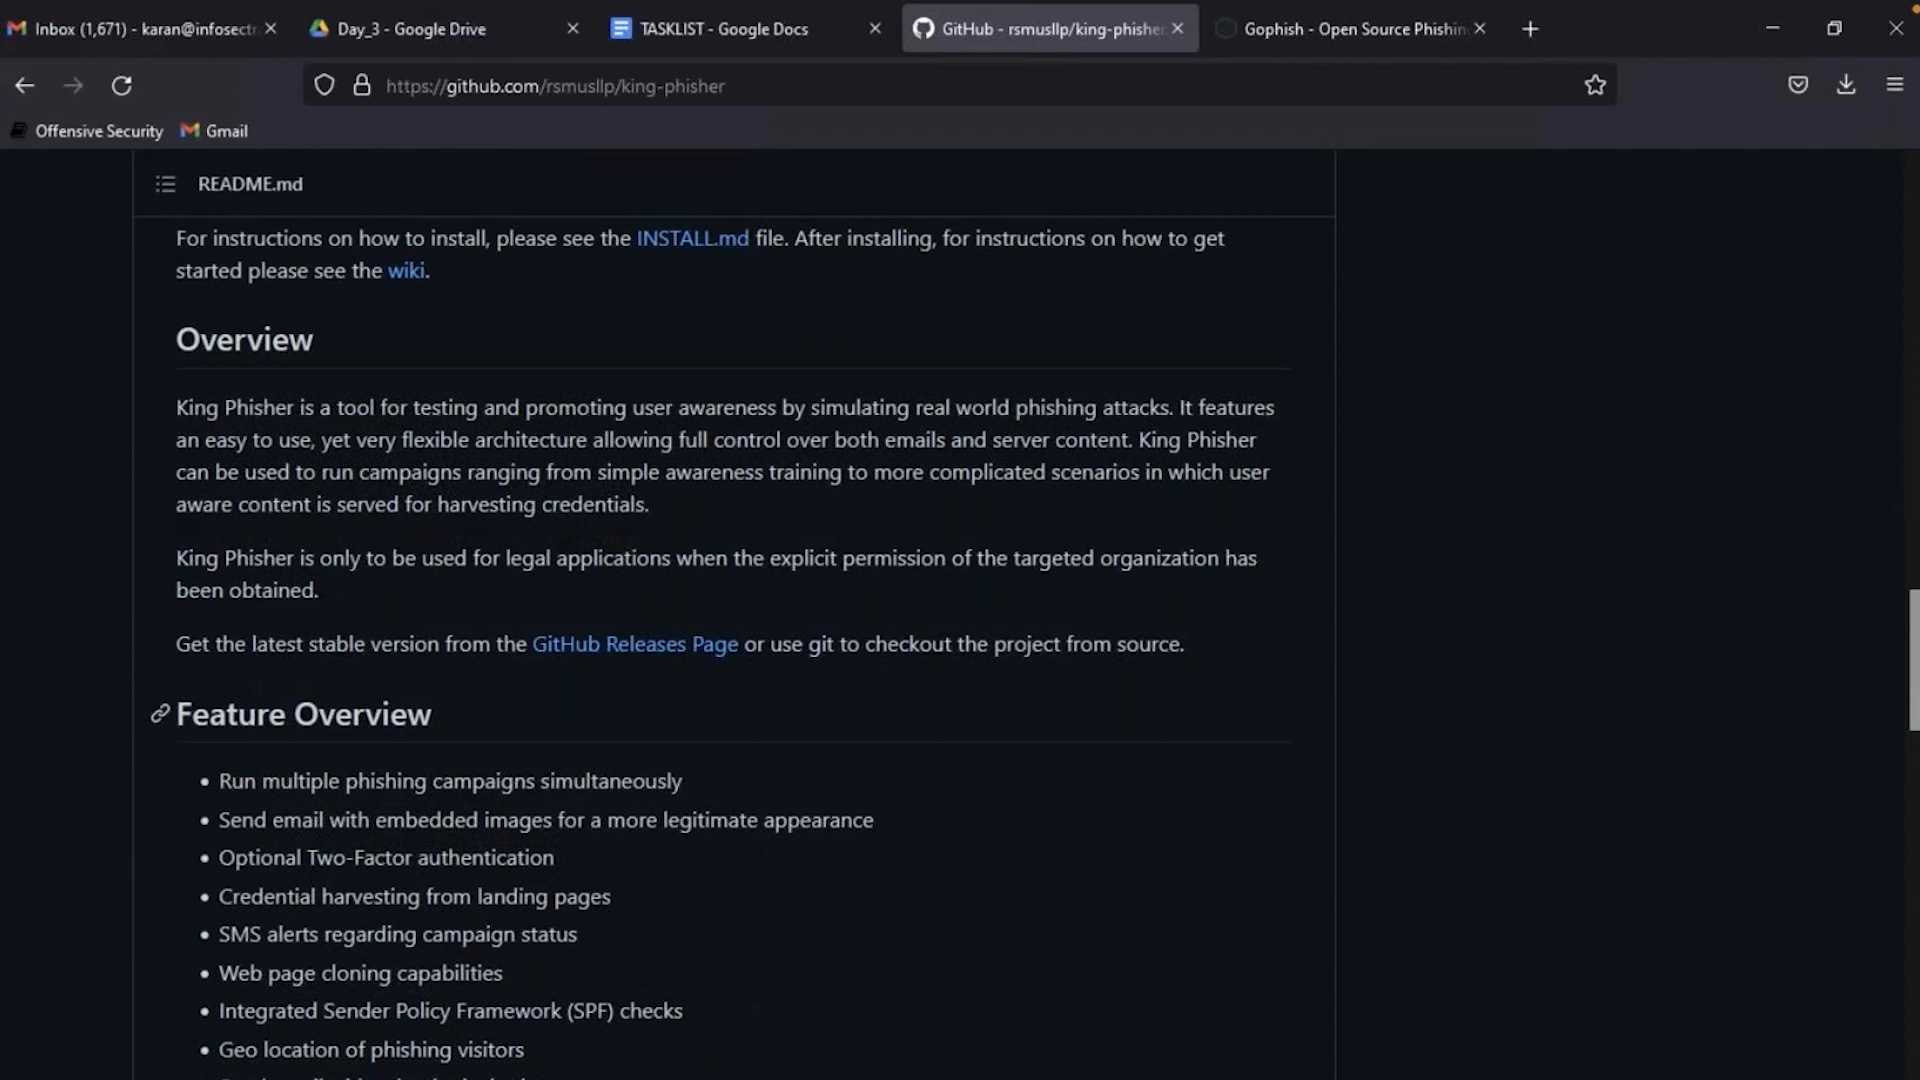 Inbox (1,671) - karan@infosectr
Day_3 - Google Drive
TASKLIST - Google Docs
GitHub - rsmusllp/king-phisher
Gophish - Open Source Phishin
https://github.com/rsmusllp/king-phisher
Offensive Security
Gmail
README.md
For instructions on how to install, please see the INSTALL.md file. After installing, for instructions on how to get
started please see the wiki.
Overview
King Phisher is a tool for testing and promoting user awareness by simulating real world phishing attacks. It features
an easy to use, yet very flexible architecture allowing full control over both emails and server content. King Phisher
can be used to run campaigns ranging from simple awareness training to more complicated scenarios in which user
aware content is served for harvesting credentials.
King Phisher is only to be used for legal applications when the explicit permission of the targeted organization has
been obtained.
Get the latest stable version from the GitHub Releases Page or use git to checkout the project from source.
Feature Overview
• Run multiple phishing campaigns simultaneously
• Send email with embedded images for a more legitimate appearance
• Optional Two-Factor authentication
• Credential harvesting from landing pages
• SMS alerts regarding campaign status
• Web page cloning capabilities
• Integrated Sender Policy Framework (SPF) checks
• Geo location of phishing visitors